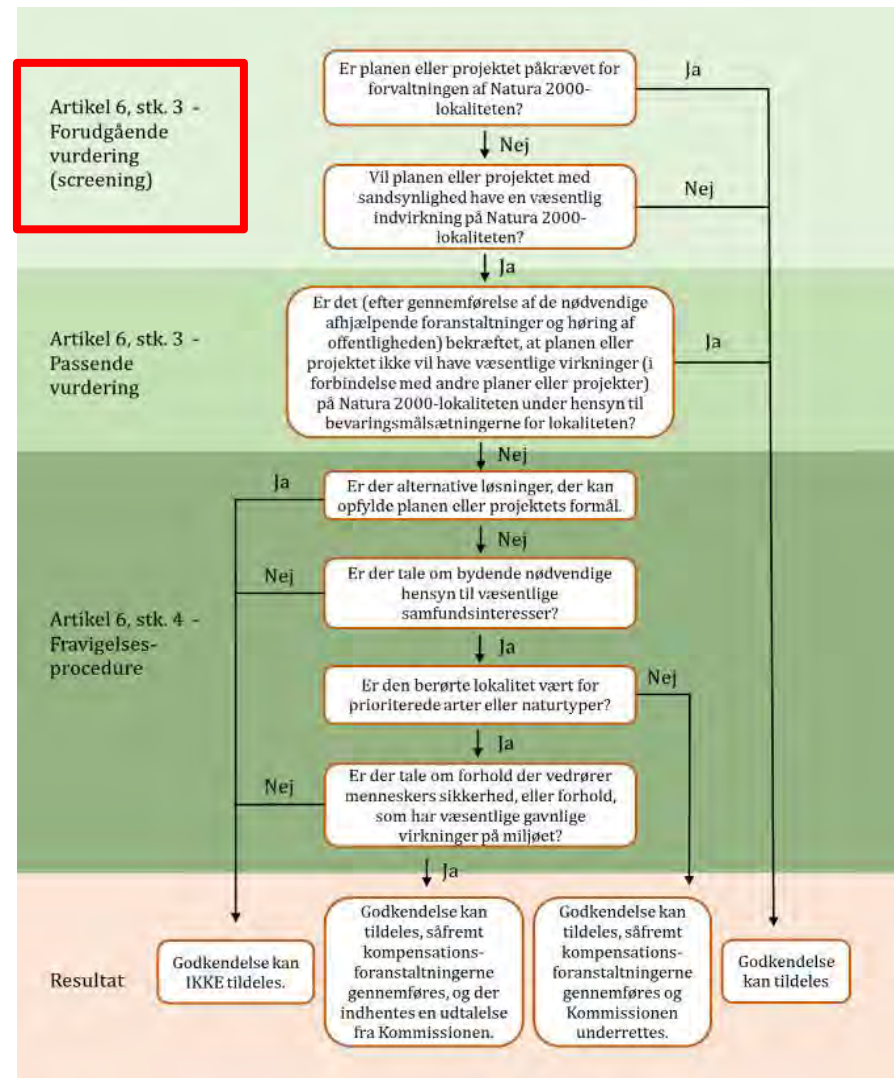 Artikel 6, stk. 3 -
Forudgående
vurdering
(screening)
Er planen eller projektet påkrævet for
forvaltningen af Natura 2000-
lokaliteten?
Ja
Nej
Vil planen eller projektet med
sandsynlighed have en væsentlig
indvirkning på Natura 2000-
lokaliteten?
Nej
Ja
Artikel 6, stk. 3 -
Passende
vurdering
Er det (efter gennemførelse af de nødvendige
afhjælpende foranstaltninger og høring af
offentligheden) bekræftet, at planen eller
projektet ikke vil have væsentlige virkninger (i
forbindelse med andre planer eller projekter)
på Natura 2000-lokaliteten under hensyn til
bevaringsmålsætningerne for lokaliteten?
Ja
Nej
Artikel 6, stk. 4 -
Fravigelses-
procedure
Er der alternative løsninger, der kan
opfylde planen eller projektets formål.
Ja
Nej
Er der tale om bydende nødvendige
hensyn til væsentlige
samfundsinteresser?
Nej
Ja
Er den berørte lokalitet vært for
prioriterede arter eller naturtyper?
Nej
Ja
Er der tale om forhold der vedrører
menneskers sikkerhed, eller forhold,
som har væsentlige gavnlige
virkninger på miljøet?
Nej
Ja
Resultat
Godkendelse kan
IKKE tildeles.
Godkendelse kan
tildeles, såfremt
kompensations-
foranstaltningerne
gennemføres, og der
indhentes en udtalelse
fra Kommissionen.
Godkendelse kan
tildeles, såfremt
kompensations-
foranstaltningerne
gennemføres og
Kommissionen
underrettes.
Godkendelse
kan tildeles